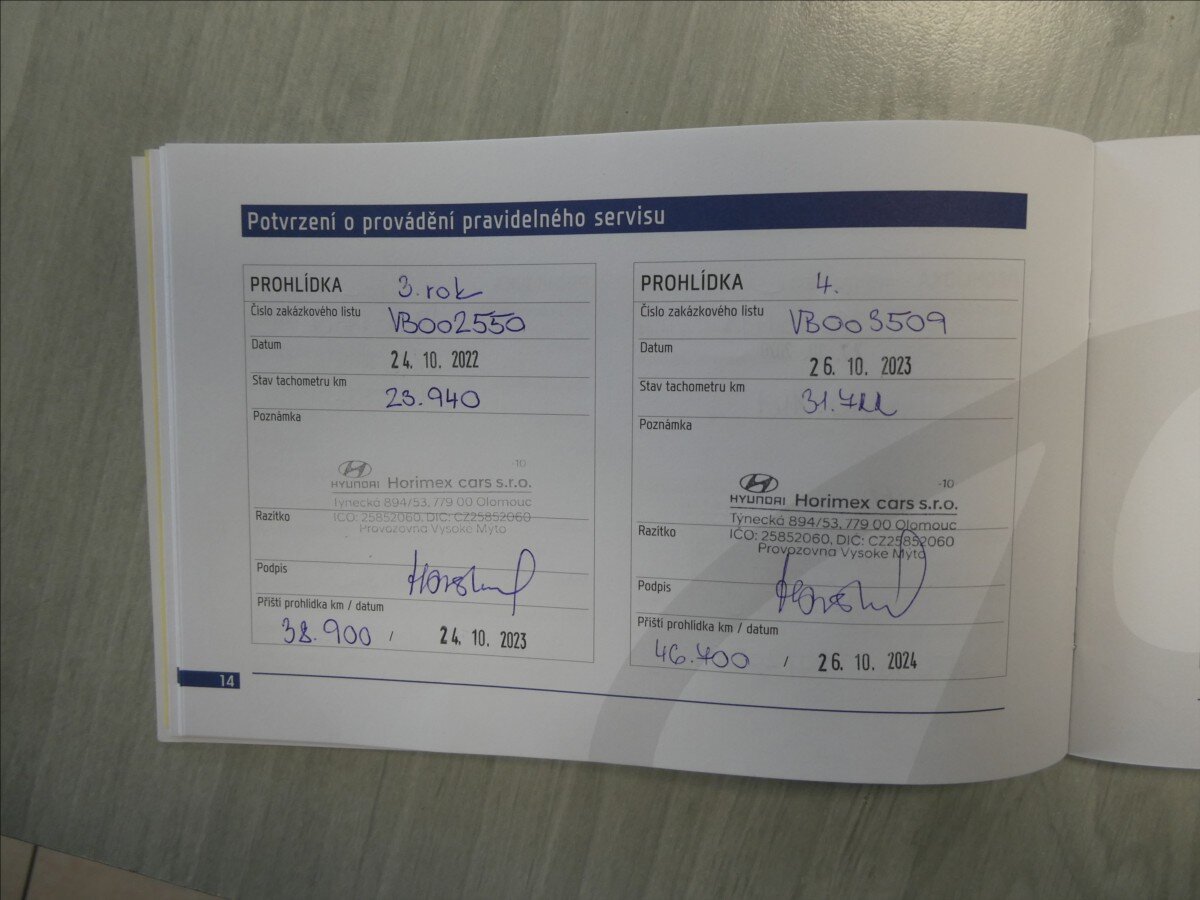 Potvrzení o provádění pravidelného servisu
PROHLÍDKA 3. rok
Číslo zakázkového listu VB002550
Datum 24. 10. 2022
Stav tachometru km 23.940
Poznámka
-10
HYUNDAI Horimex cars s.r.o.
Týnecká 894/53, 779 00 Olomouc
Razítko
IČO: 25852060, DIČ: CZ25852060
Provozovna Vysoké Mýto
Podpis
Příští prohlídka km / datum
38.900 / 24. 10. 2023
PROHLÍDKA 4.
Číslo zakázkového listu VB003509
Datum 26. 10. 2023
Stav tachometru km
Poznámka
-10
HYUNDAI Horimex cars s.r.o.
Týnecká 894/53, 779 00 Olomouc
Razítko
IČO: 25852060, DIČ: CZ25852060
Provozovna Vysoké Mýto
Podpis
Příští prohlídka km / datum
46.700 / 26. 10. 2024
14